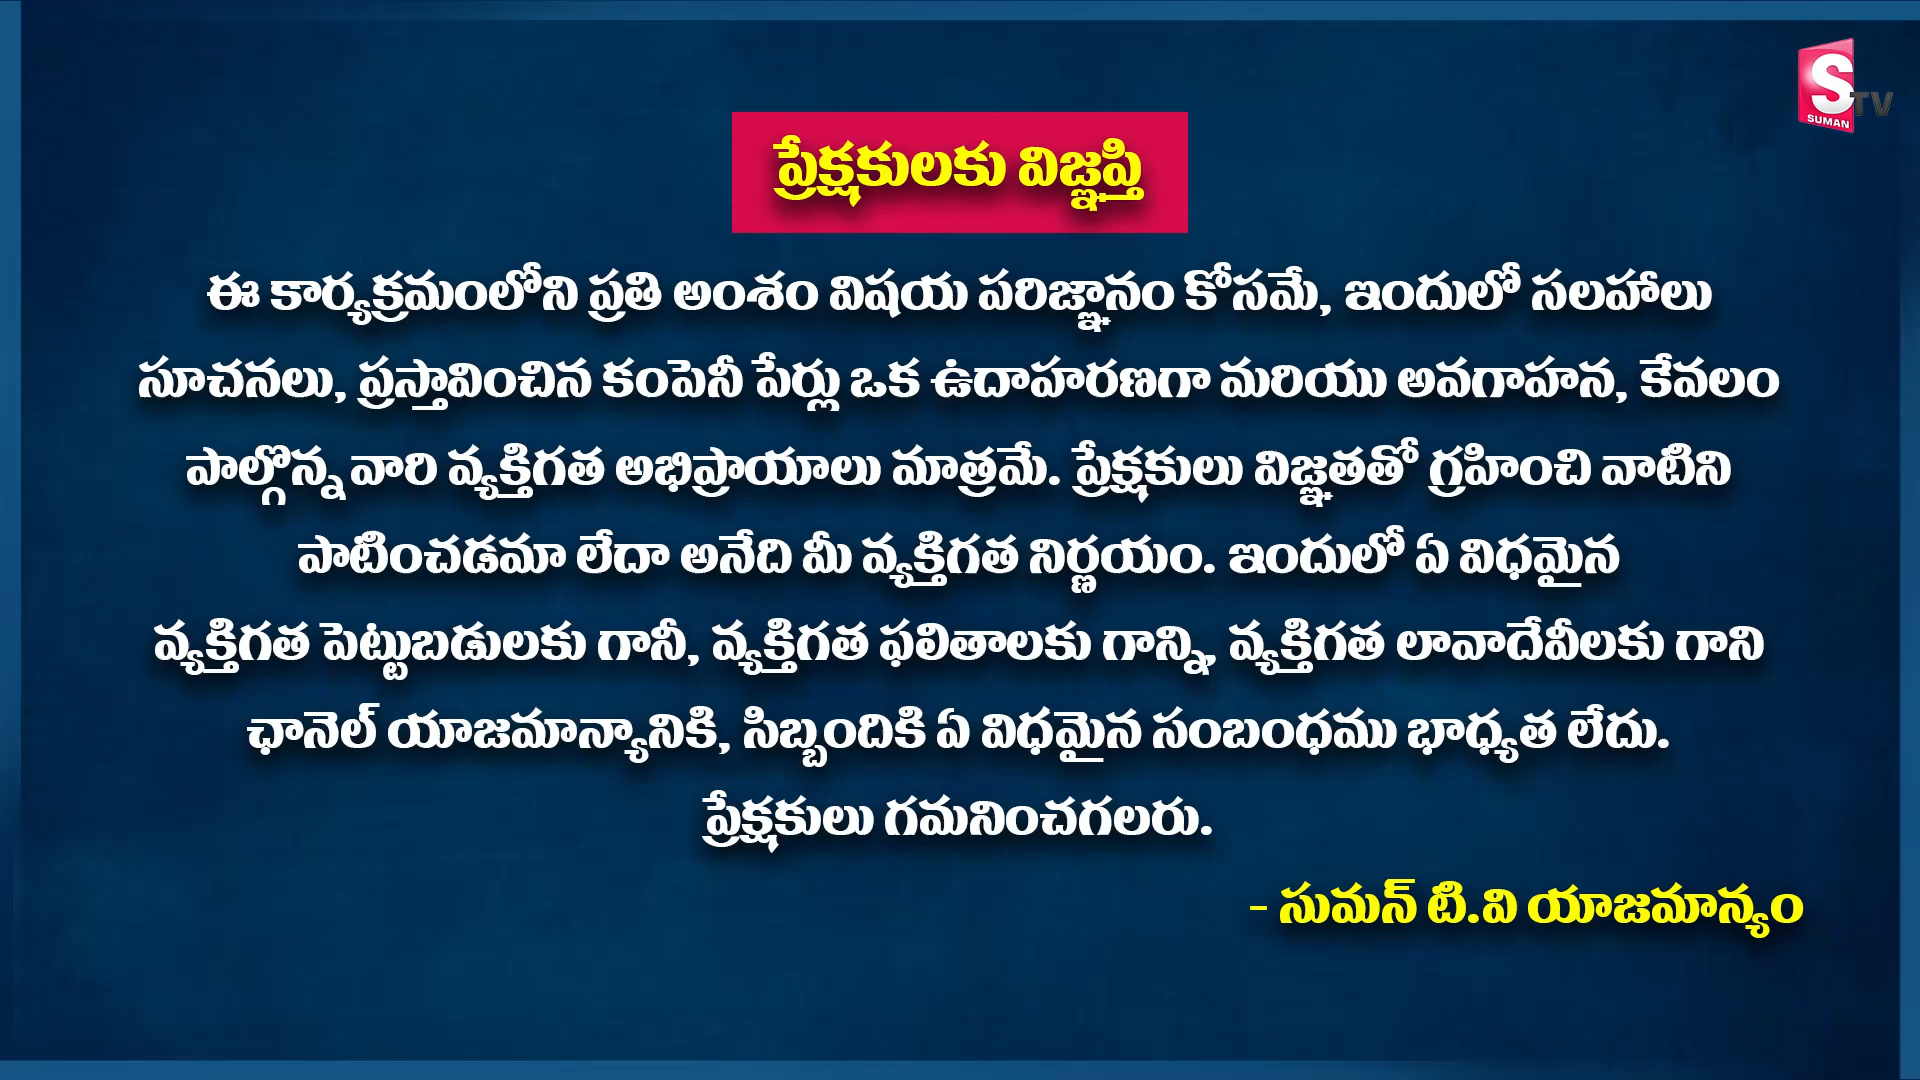 S TV
SUMAN
ప్రేక్షకులకు విజ్ఞప్తి
ఈ కార్యక్రమంలోని ప్రతి అంశం విషయ పరిజ్ఞానం కోసమే, ఇందులో సలహాలు
సూచనలు, ప్రస్తావించిన కంపెనీ పేర్లు ఒక ఉదాహరణగా మరియు అవగాహన, కేవలం
పాల్గొన్న వారి వ్యక్తిగత అభిప్రాయాలు మాత్రమే. ప్రేక్షకులు విజ్ఞతతో గ్రహించి వాటిని
పాటించడమా లేదా అనేది మీ వ్యక్తిగత నిర్ణయం. ఇందులో ఏ విధమైన
వ్యక్తిగత పెట్టుబడులకు గానీ, వ్యక్తిగత ఫలితాలకు గాన్ని, వ్యక్తిగత లావాదేవీలకు గాని
ఛానెల్ యాజమాన్యానికి, సిబ్బందికి ఏ విధమైన సంబంధము భాధ్యత లేదు.
ప్రేక్షకులు గమనించగలరు.
- సుమన్ టి.వి యాజమాన్యం